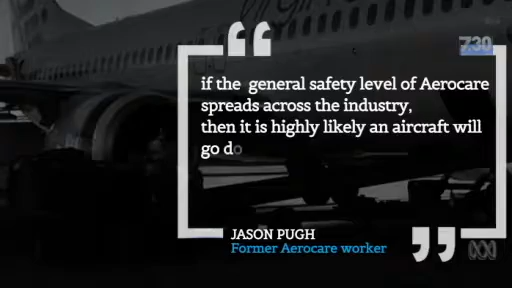 7.30
if the general safety level of Aerocare
spreads across the industry,
then it is highly likely an aircraft will
go do
JASON PUGH
Former Aerocare worker